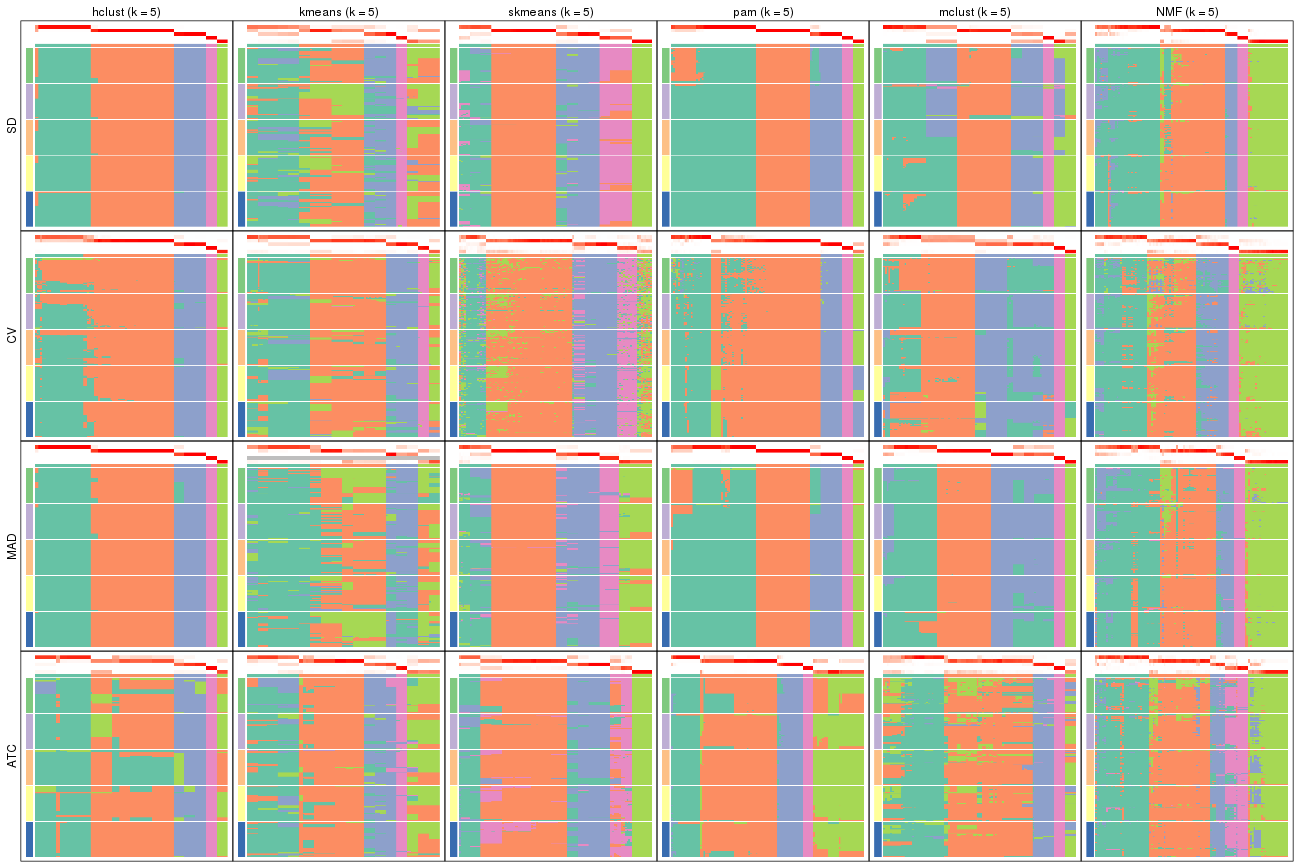 hclust (k = 5)
kmeans (k = 5)
skmeans (k = 5)
pam (k = 5)
mclust (k = 5)
NMF (k = 5)
SD
CV
MAD
ATC